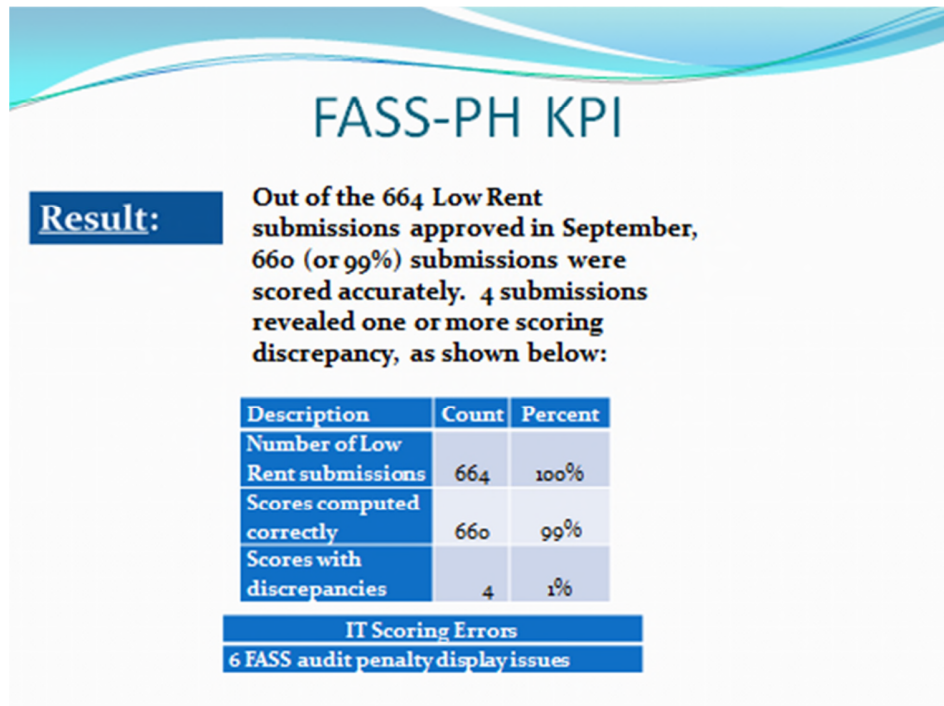 FASS-PH KPI
Result:
Out of the 664 Low Rent
submissions approved in September,
660 (or 99%) submissions were
scored accurately.  4 submissions
revealed one or more scoring
discrepancy, as shown below:
Description Count Percent
Number of Low
Rent submissions 664 100%
Scores computed
correctly 660 99%
Scores with
discrepancies 4 1%
IT Scoring Errors
6 FASS audit penalty display issues